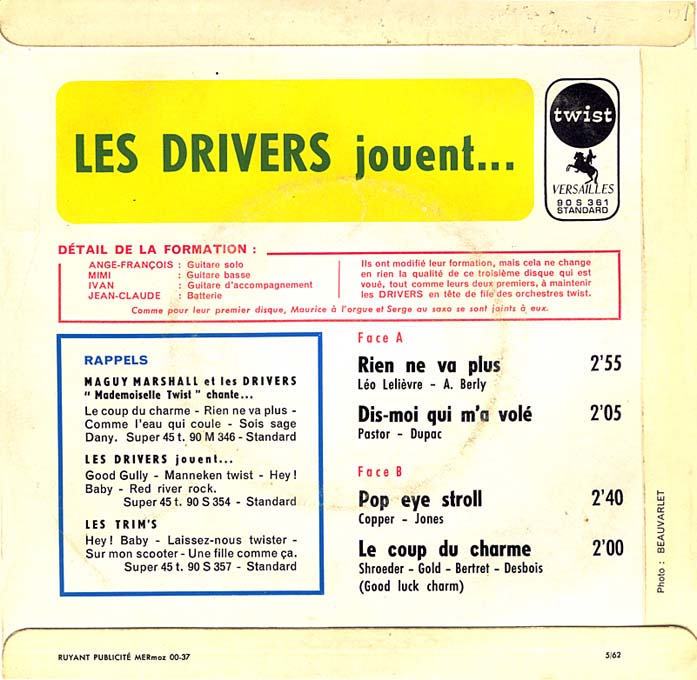 LES DRIVERS jouent...
twist
VERSAILLES
90 S 361
STANDARD
DÉTAIL DE LA FORMATION :
ANGE-FRANÇOIS : Guitare solo
MIMI : Guitare basse
IVAN : Guitare d'accompagnement
JEAN-CLAUDE : Batterie
Ils ont modifié leur formation, mais cela ne change
en rien la qualité de ce troisième disque qui est
voué, tout comme leurs deux premiers, à maintenir
les DRIVERS en tête de file des orchestres twist.
Comme pour leur premier disque, Maurice à l'orgue et Serge au saxo se sont joints à eux.
RAPPELS
MAGUY MARSHALL et les DRIVERS
" Mademoiselle Twist " chante...
Le coup du charme - Rien ne va plus -
Comme l'eau qui coule - Sois sage
Dany. Super 45 t. 90 M 346 - Standard
LES DRIVERS jouent...
Good Gully - Manneken twist - Hey !
Baby - Red river rock.
Super 45 t. 90 S 354 - Standard
LES TRIM'S
Hey ! Baby - Laissez-nous twister -
Sur mon scooter - Une fille comme ça.
Super 45 t. 90 S 357 - Standard
Face A
Rien ne va plus 2'55
Léo Lelièvre - A. Berly
Dis-moi qui m'a volé 2'05
Pastor - Dupac
Face B
Pop eye stroll 2'40
Copper - Jones
Le coup du charme 2'00
Shroeder - Gold - Bertret - Desbois
(Good luck charm)
Photo : BEAUVARLET
RUYANT PUBLICITÉ MERmoz 00-37
5/62